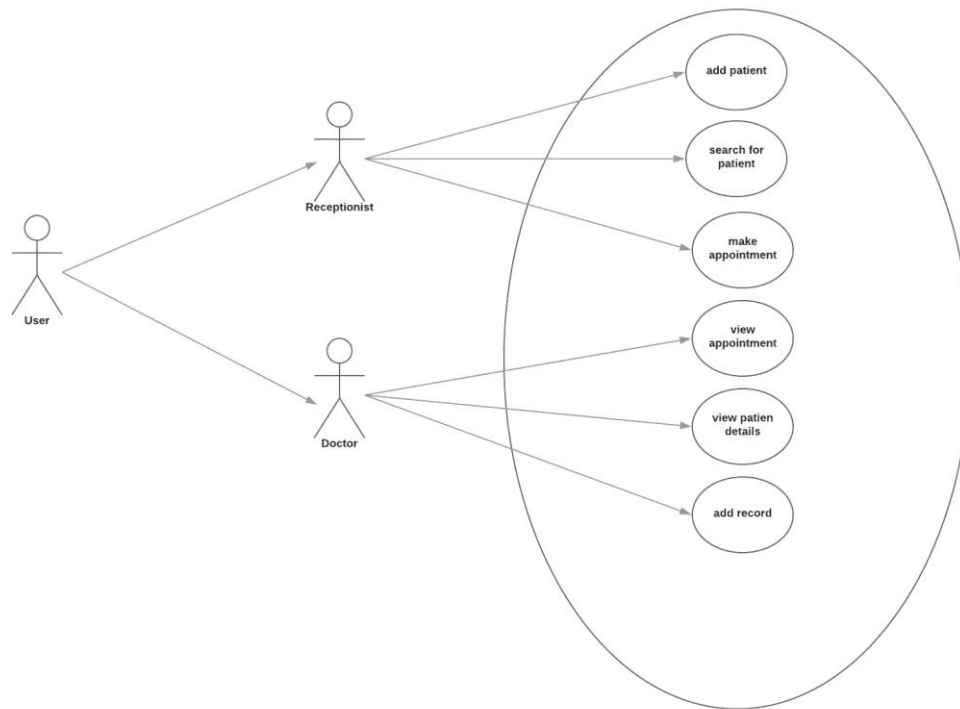 add patient
search for
patient
Receptionist
make
appointment
User
view
appointment
Doctor
view patien
details
add record